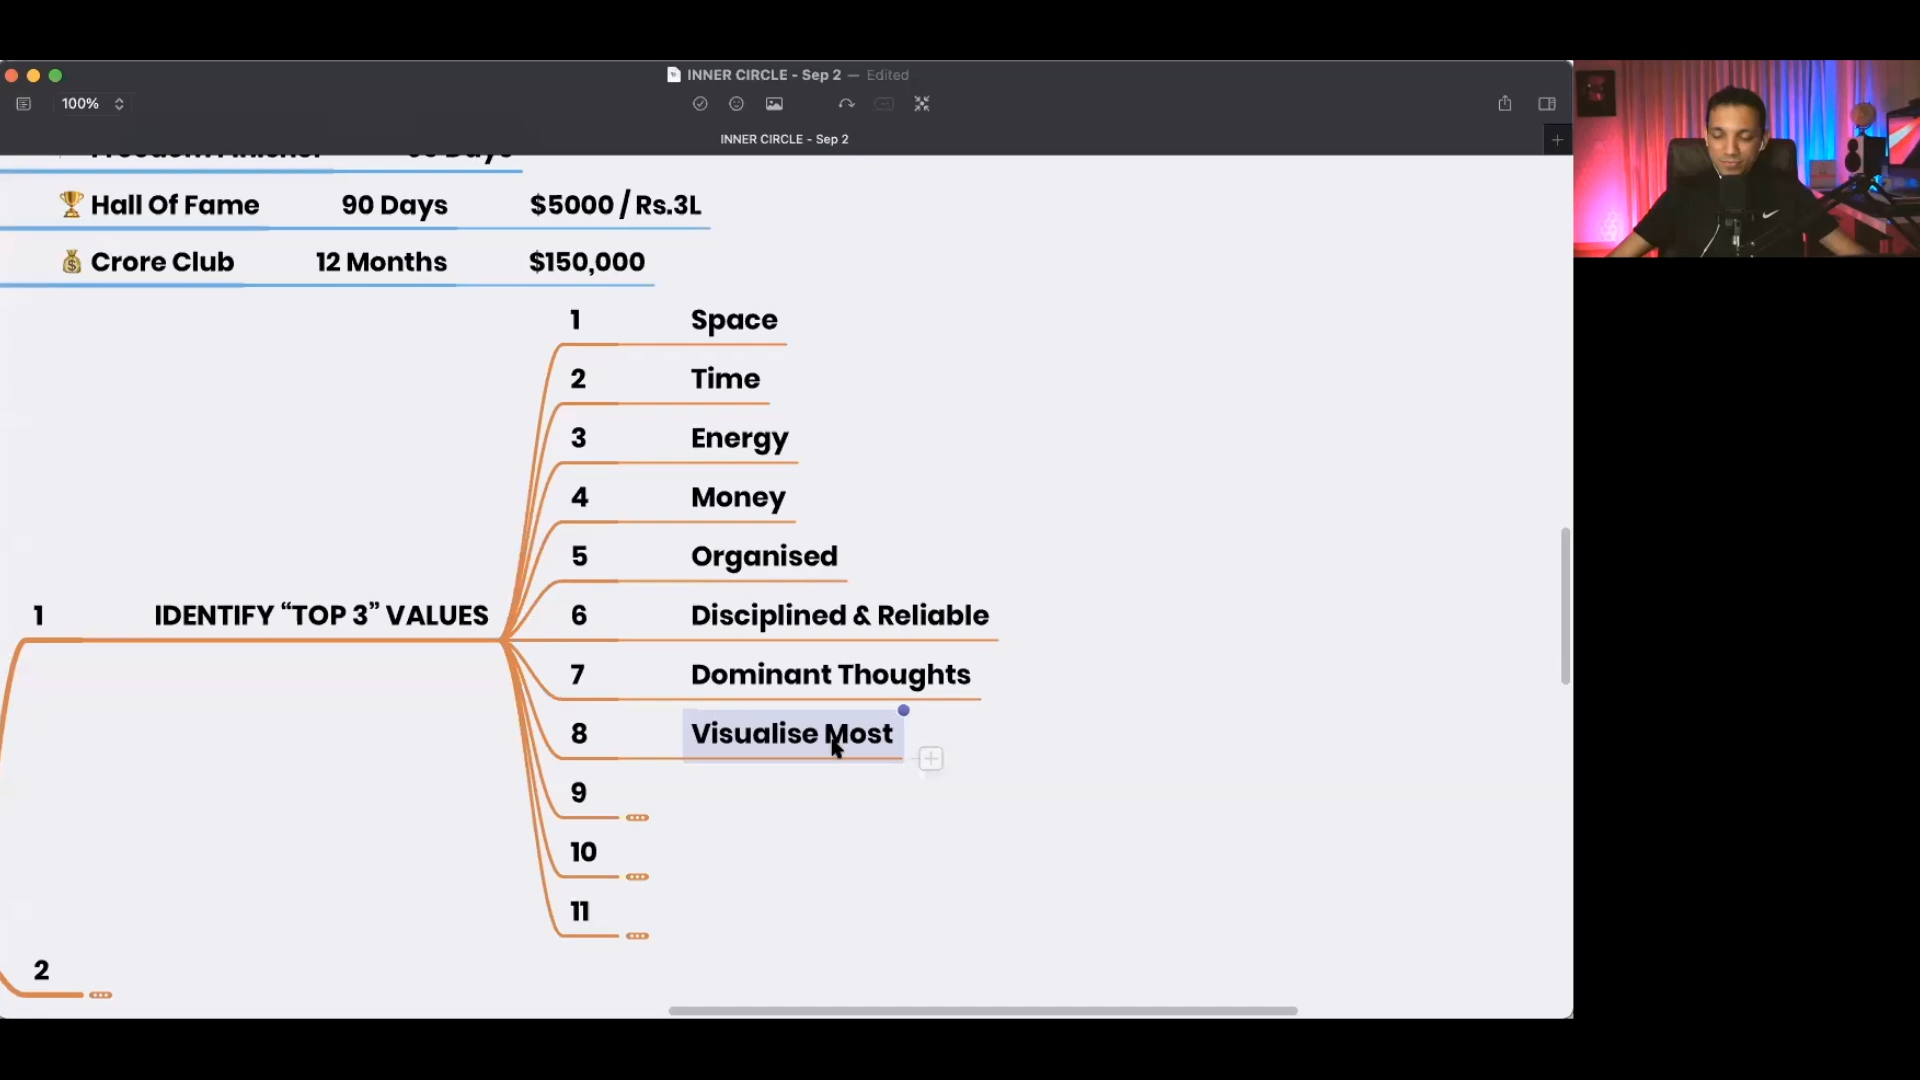 INNER CIRCLE - Sep 2 — Edited
100%
INNER CIRCLE - Sep 2
🏆 Hall Of Fame 90 Days $5000 / Rs.3L
💰 Crore Club 12 Months $150,000
1 Space
2 Time
3 Energy
4 Money
5 Organised
1 IDENTIFY “TOP 3” VALUES
6 Disciplined & Reliable
7 Dominant Thoughts
8 Visualise Most
9
10
11
2